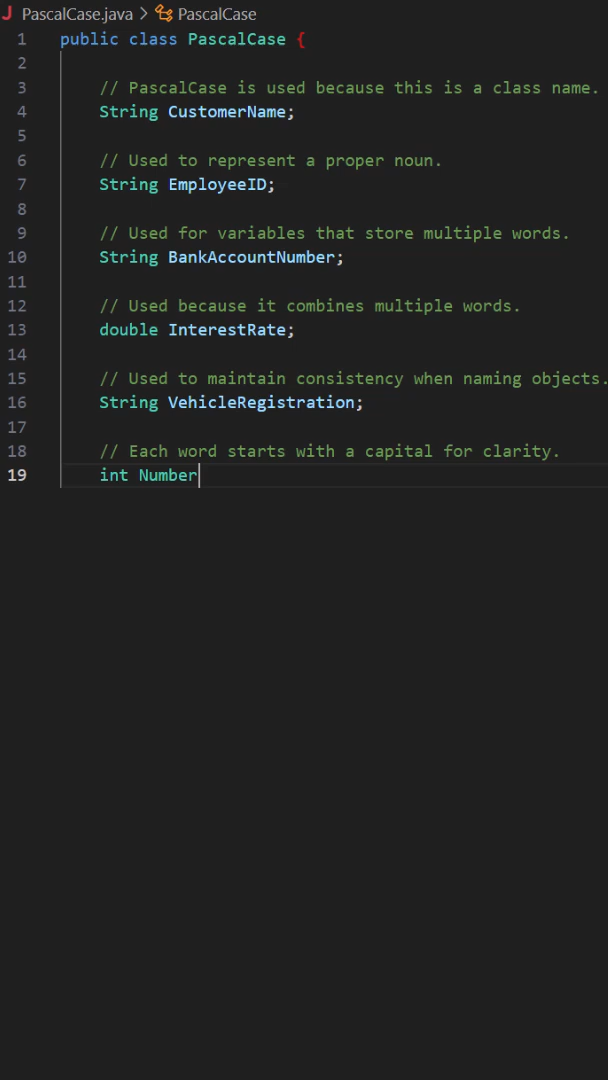 PascalCase.java > PascalCase
1 public class PascalCase {
2
3 // PascalCase is used because this is a class name.
4 String CustomerName;
5
6 // Used to represent a proper noun.
7 String EmployeeID;
8
9 // Used for variables that store multiple words.
10 String BankAccountNumber;
11
12 // Used because it combines multiple words.
13 double InterestRate;
14
15 // Used to maintain consistency when naming objects.
16 String VehicleRegistration;
17
18 // Each word starts with a capital for clarity.
19 int Number